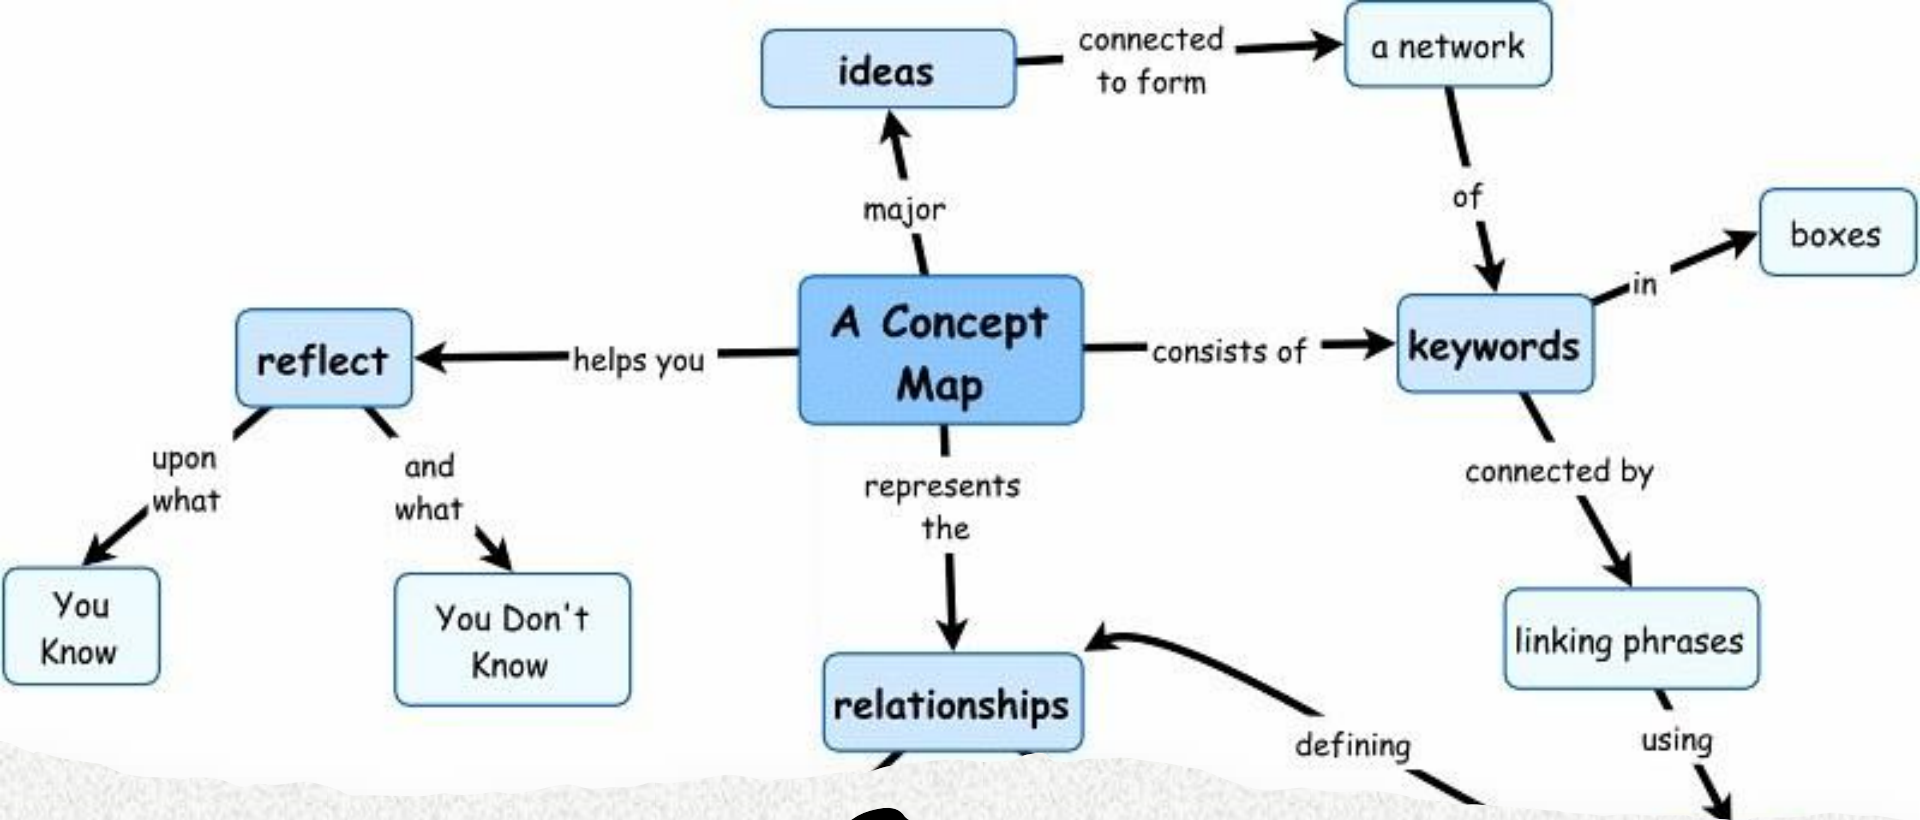 ideas
connected
to form
a network
major
of
boxes
in
A Concept
Map
reflect
helps you
consists of
keywords
upon
what
and
what
represents
the
connected by
You
Know
You Don't
Know
linking phrases
relationships
defining
using